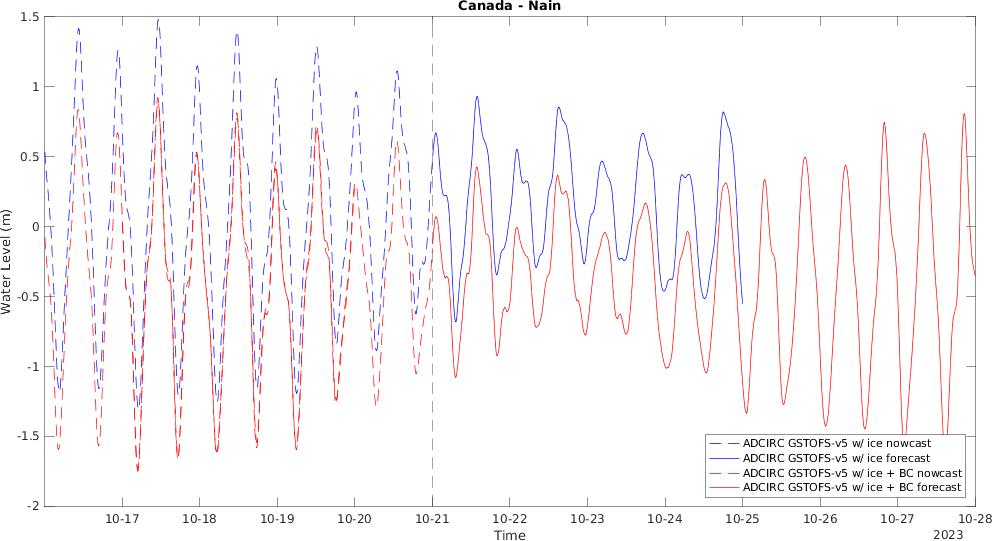 Canada - Nain
1.5
1
0.5
0
-0.5
-1
-1.5
-2
Water Level (m)
10-17 10-18 10-19 10-20 10-21 10-22 10-23 10-24 10-25 10-26 10-27 10-28
Time
2023
ADCIRC GSTOFS-v5 w/ ice nowcast
ADCIRC GSTOFS-v5 w/ ice forecast
ADCIRC GSTOFS-v5 w/ ice + BC nowcast
ADCIRC GSTOFS-v5 w/ ice + BC forecast